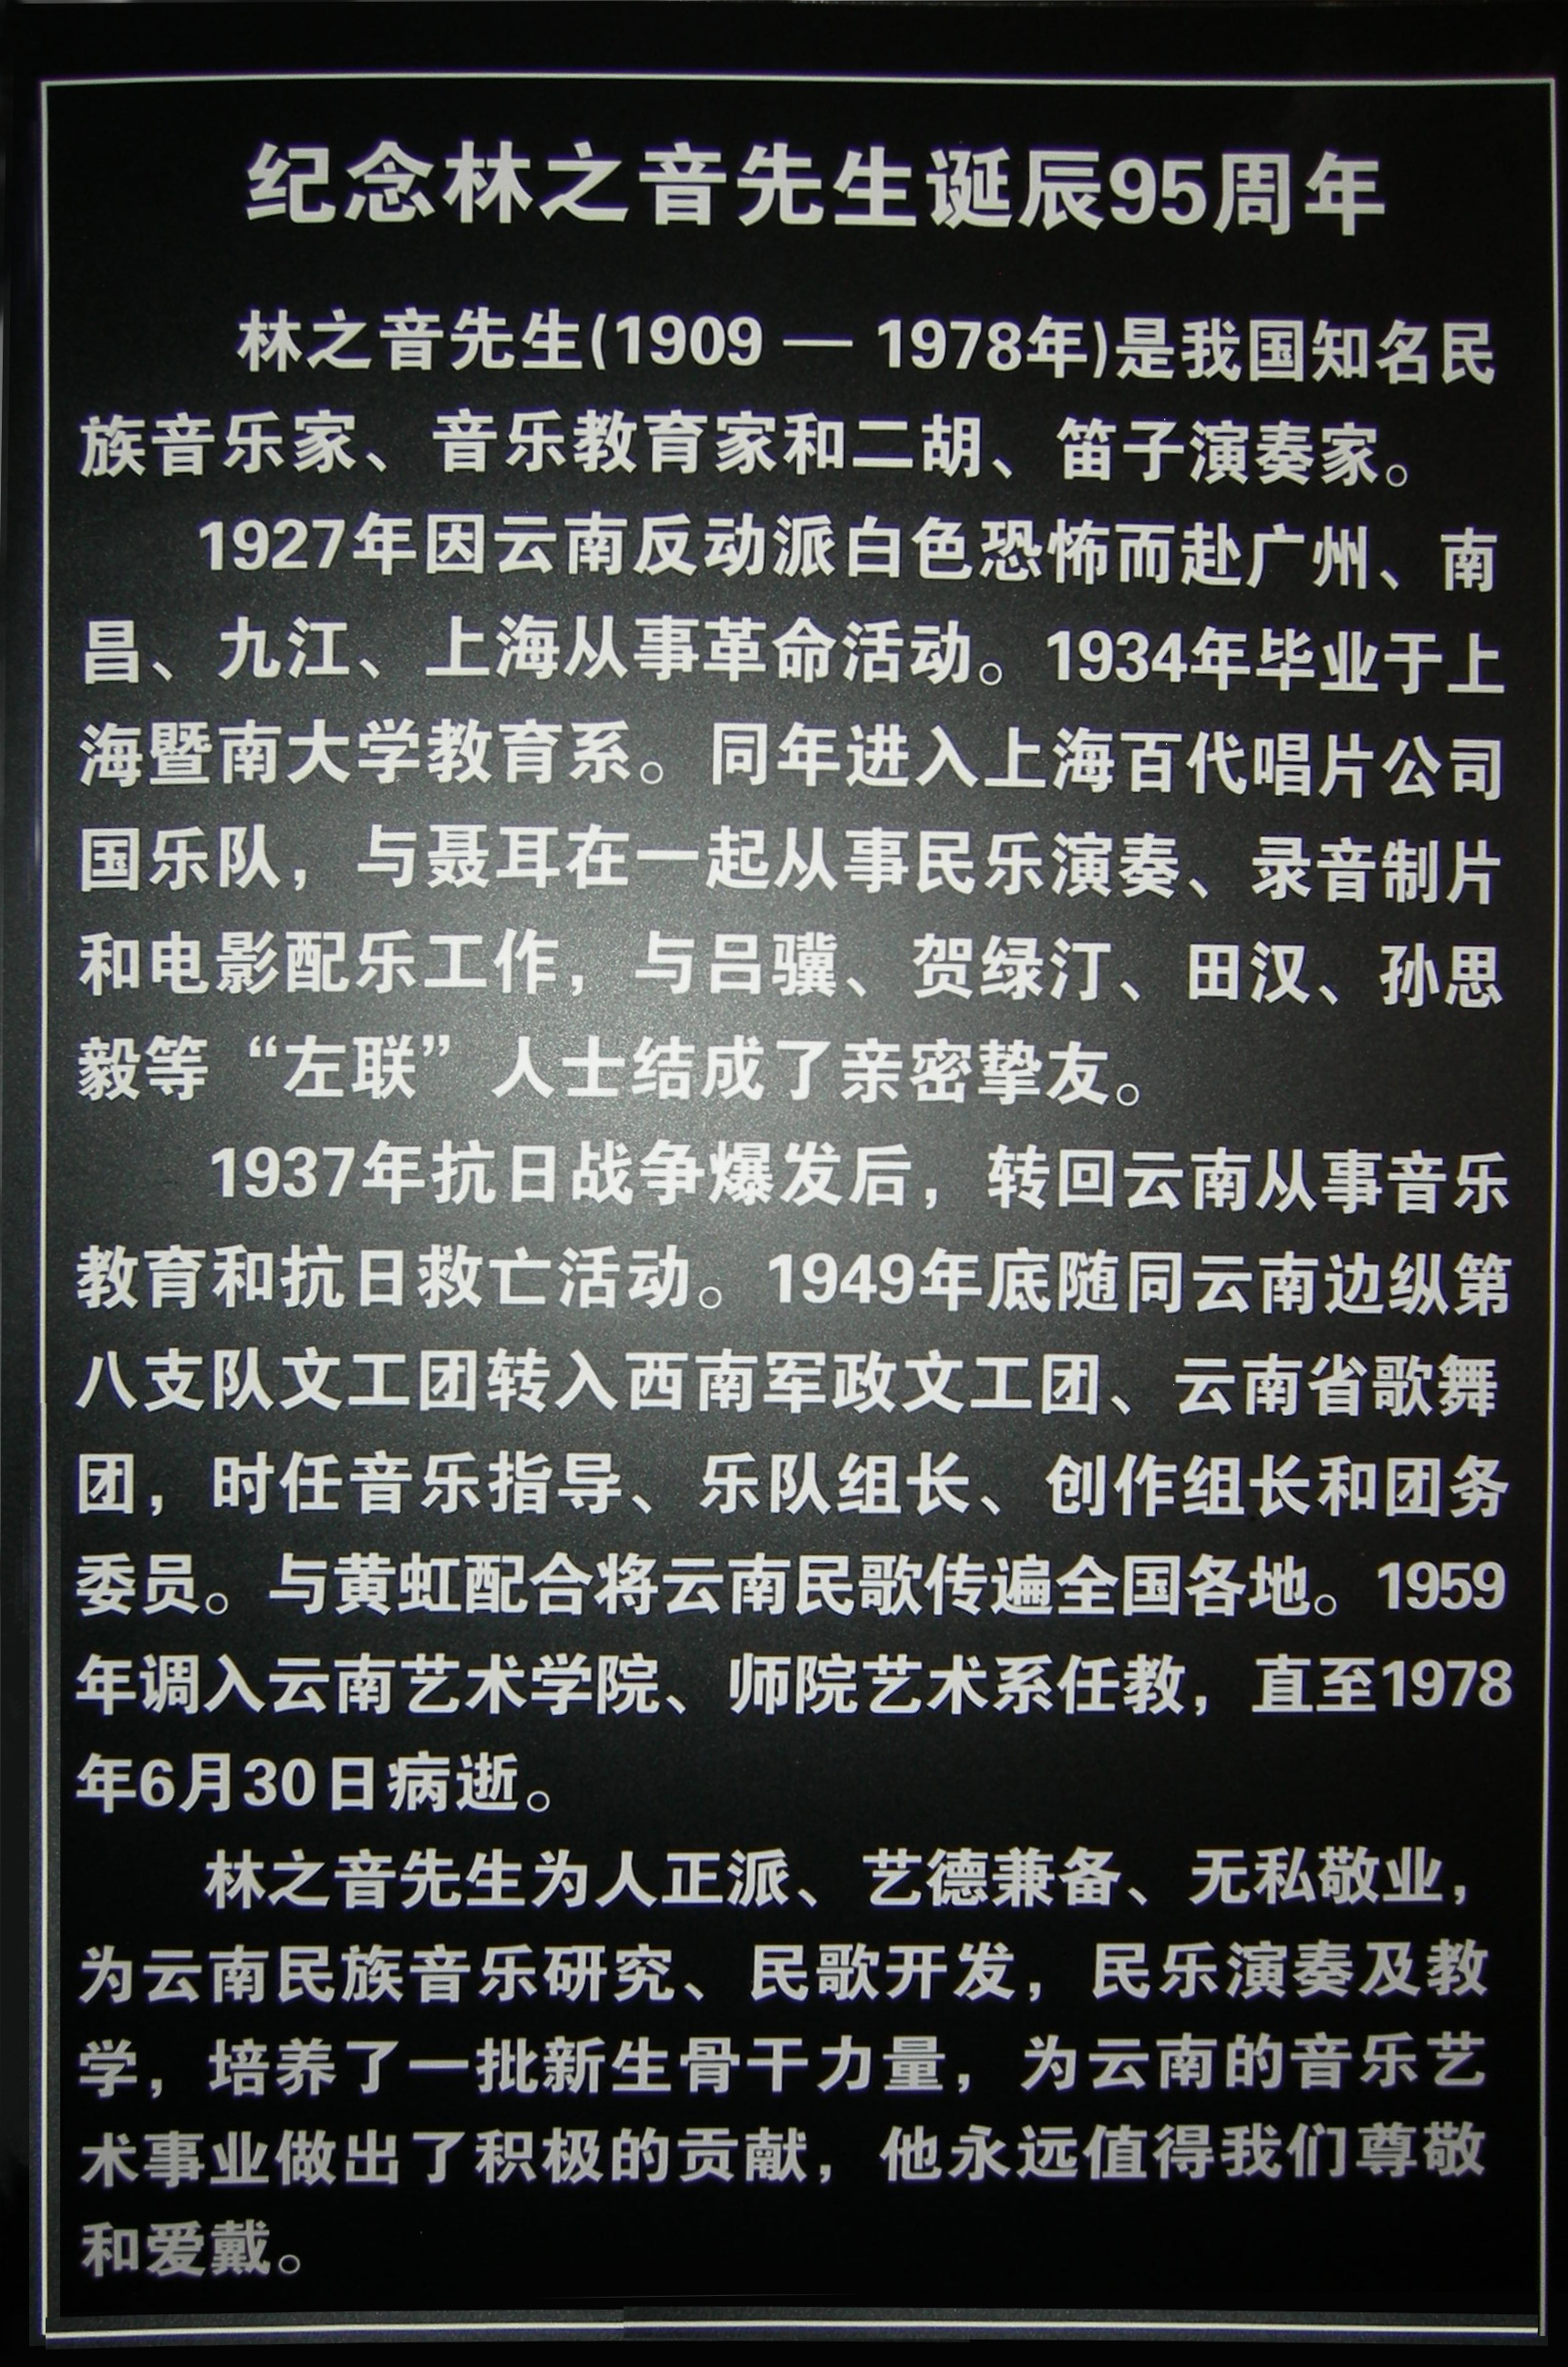 纪念林之音先生诞辰95周年
林之音先生(1909 — 1978年)是我国知名民
族音乐家、音乐教育家和二胡、笛子演奏家。
1927年因云南反动派白色恐怖而赴广州、南
昌、九江、上海从事革命活动。1934年毕业于上
海暨南大学教育系。同年进入上海百代唱片公司
国乐队，与聂耳在一起从事民乐演奏、录音制片
和电影配乐工作，与吕骥、贺绿汀、田汉、孙思
毅等“左联”人士结成了亲密挚友。
1937年抗日战争爆发后，转回云南从事音乐
教育和抗日救亡活动。1949年底随同云南边纵第
八支队文工团转入西南军政文工团、云南省歌舞
团，时任音乐指导、乐队组长、创作组长和团务
委员。与黄虹配合将云南民歌传遍全国各地。1959
年调入云南艺术学院、师院艺术系任教，直至1978
年6月30日病逝。
林之音先生为人正派、艺德兼备、无私敬业，
为云南民族音乐研究、民歌开发，民乐演奏及教
学，培养了一批新生骨干力量，为云南的音乐艺
术事业做出了积极的贡献，他永远值得我们尊敬
和爱戴。